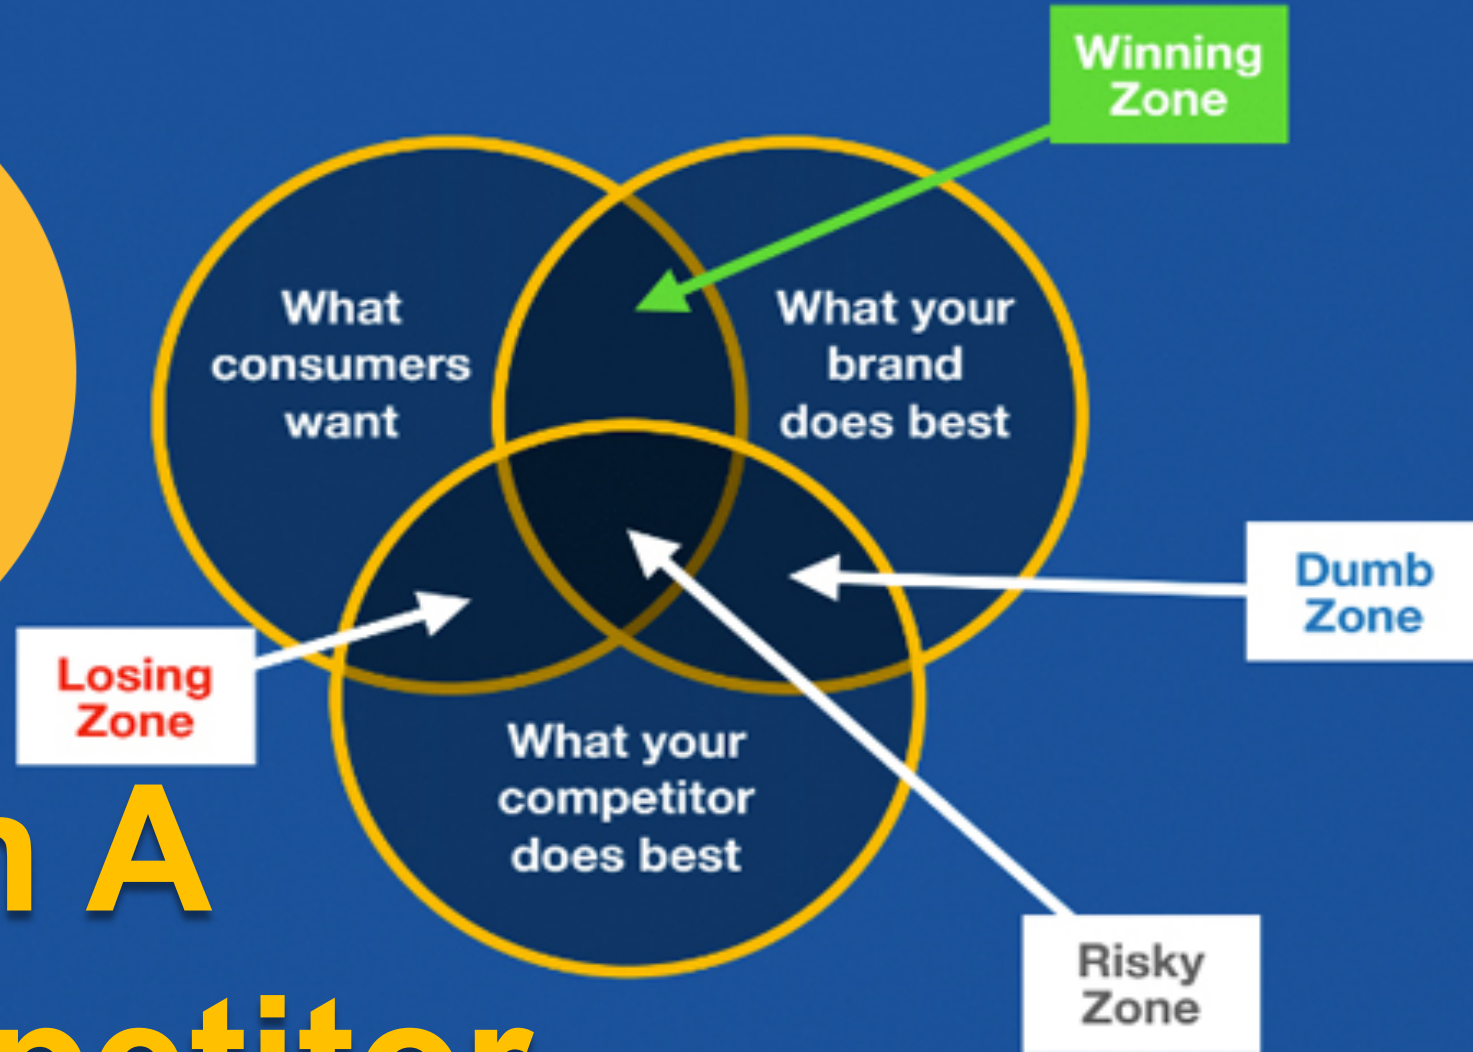 Winning
Zone
What
consumers
want
What your
brand
does best
Dumb
Zone
Losing
Zone
What your
competitor
does best
A
Risky
Zone